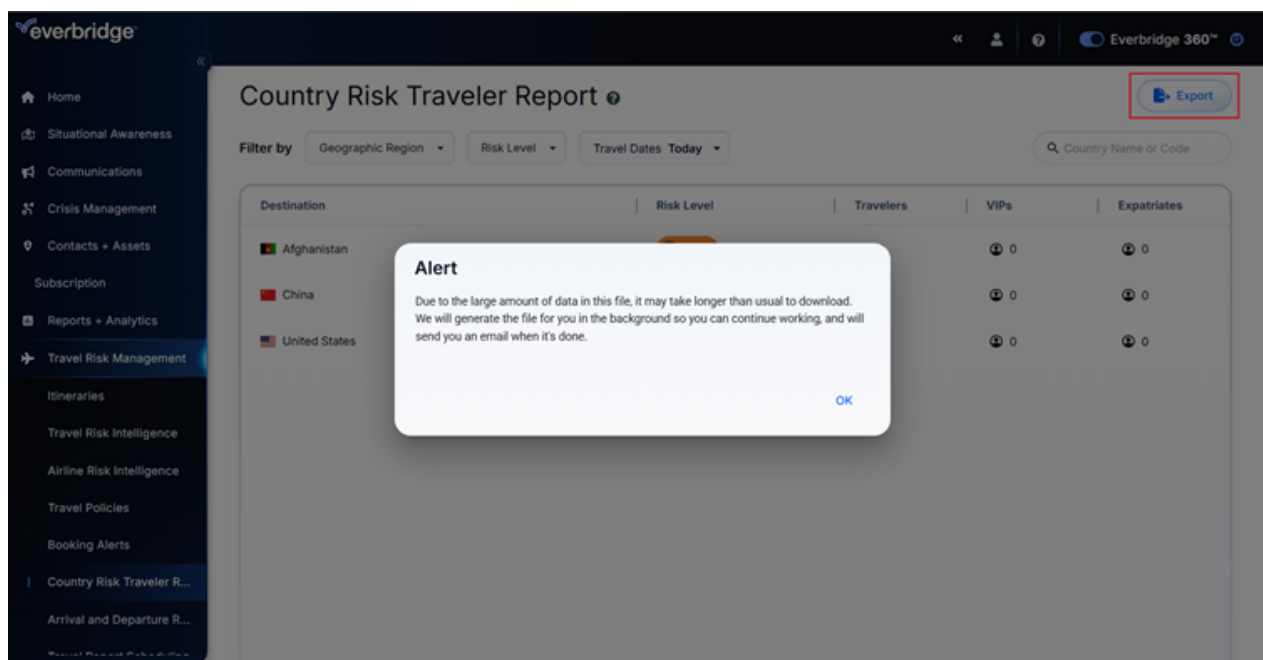 everbridge
Everbridge 360™
Home
Situational Awareness
Communications
Crisis Management
Contacts + Assets
Subscription
Reports + Analytics
Travel Risk Management
Itineraries
Travel Risk Intelligence
Airline Risk Intelligence
Travel Policies
Booking Alerts
Country Risk Traveler R...
Arrival and Departure R...
Travel Report Scheduling
Country Risk Traveler Report
Export
Filter by Geographic Region Risk Level Travel Dates Today Country Name or Code
Destination Risk Level Travelers VIPs Expatriates
Afghanistan 0 0
China 0 0
United States 0 0
Alert
Due to the large amount of data in this file, it may take longer than usual to download.
We will generate the file for you in the background so you can continue working, and will
send you an email when it's done.
OK